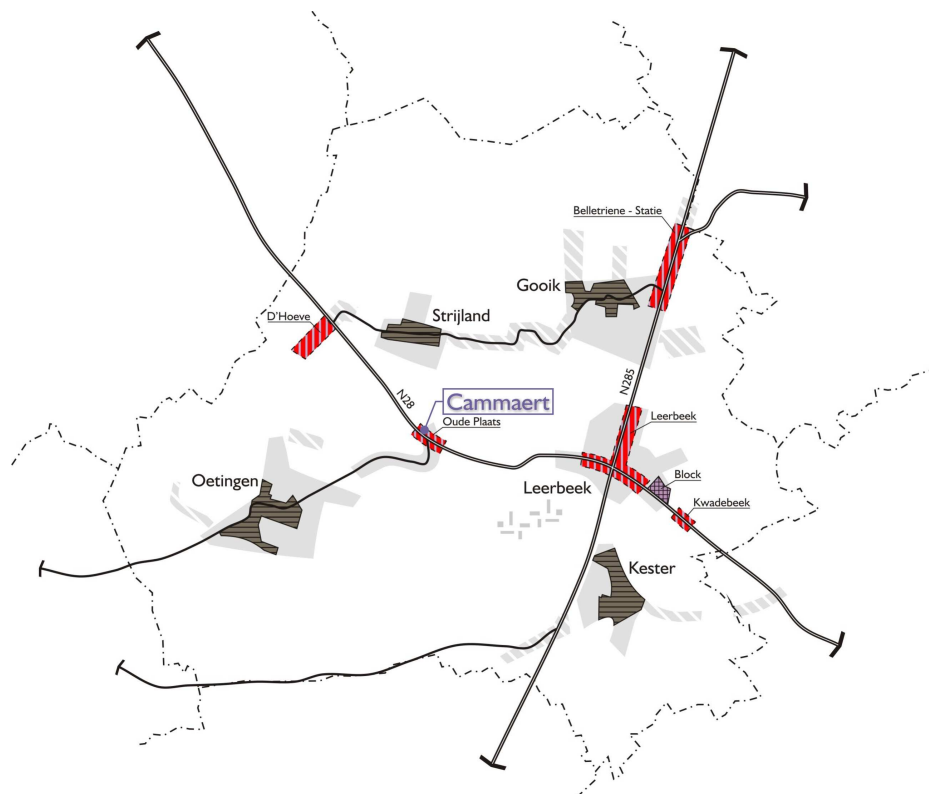 Belletriene - Statie
Gooik
D'Hoeve
Strijland
N28
N285
Cammaert
Oude Plaats
Leerbeek
Oetingen
Leerbeek
Block
Kwadebeek
Kester